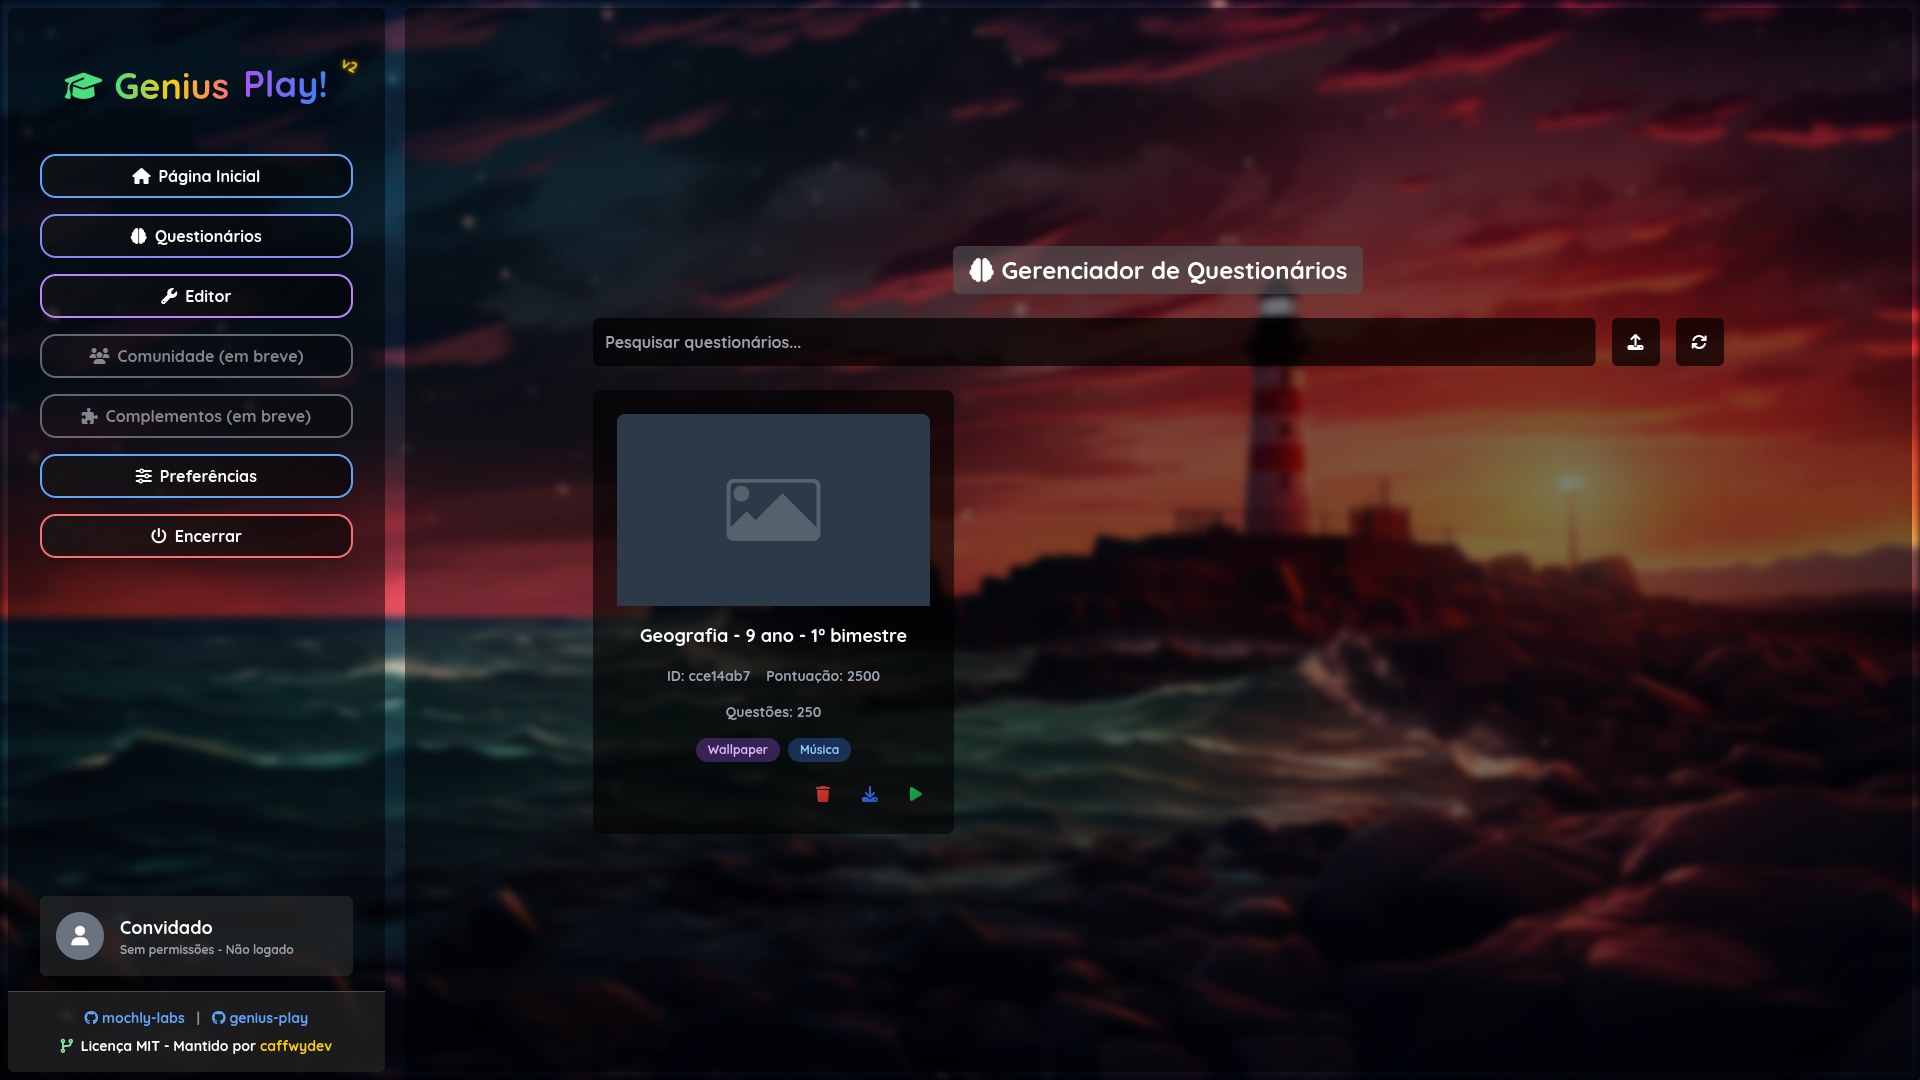 Genius Play! V2
Página Inicial
Questionários
Editor
Comunidade (em breve)
Complementos (em breve)
Preferências
Encerrar
Convidado
Sem permissões - Não logado
mochly-labs | genius-play
Licença MIT - Mantido por caffwydev
Gerenciador de Questionários
Pesquisar questionários...
Geografia - 9 ano - 1º bimestre
ID: cce14ab7 Pontuação: 2500
Questões: 250
Wallpaper Música